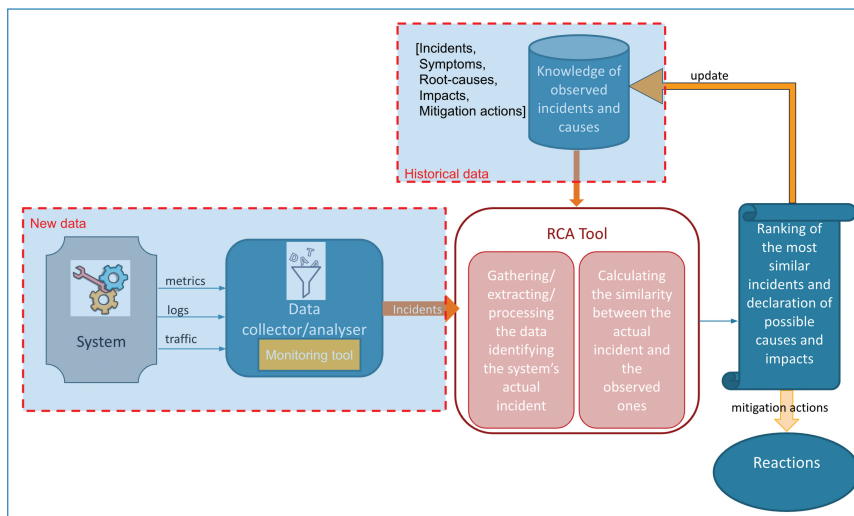 [Incidents,
Symptoms,
Root-causes,
Impacts,
Mitigation actions]
Knowledge of
observed
incidents and
causes
update
Historical data
New data
System
metrics
logs
traffic
DATA
Data
collector/analyser
Monitoring tool
Incidents
RCA Tool
Gathering/
extracting/
processing
the data
identifying
the system's
actual
incident
Calculating
the similarity
between the
actual
incident and
the
observed
ones
Ranking of
the most
similar
incidents and
declaration of
possible
causes and
impacts
mitigation actions
Reactions